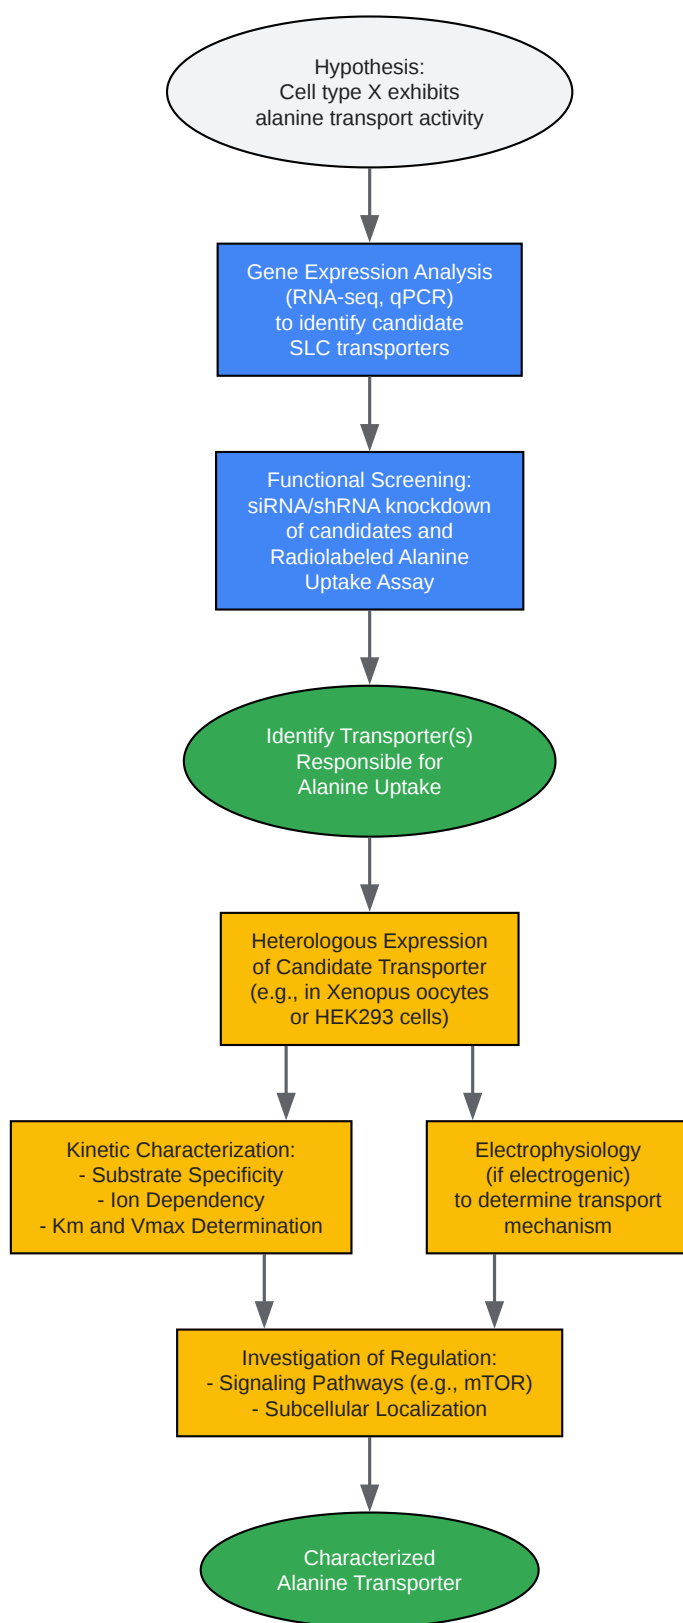 Hypothesis:
Cell type X exhibits
alanine transport activity
Gene Expression Analysis
(RNA-seq, qPCR)
to identify candidate
SLC transporters
Functional Screening:
siRNA/shRNA knockdown
of candidates and
Radiolabeled Alanine
Uptake Assay
Identify Transporter(s)
Responsible for
Alanine Uptake
Heterologous Expression
of Candidate Transporter
(e.g., in Xenopus oocytes
or HEK293 cells)
Kinetic Characterization:
- Substrate Specificity
- Ion Dependency
- Km and Vmax Determination
Electrophysiology
(if electrogenic)
to determine transport
mechanism
Investigation of Regulation:
- Signaling Pathways (e.g., mTOR)
- Subcellular Localization
Characterized
Alanine Transporter